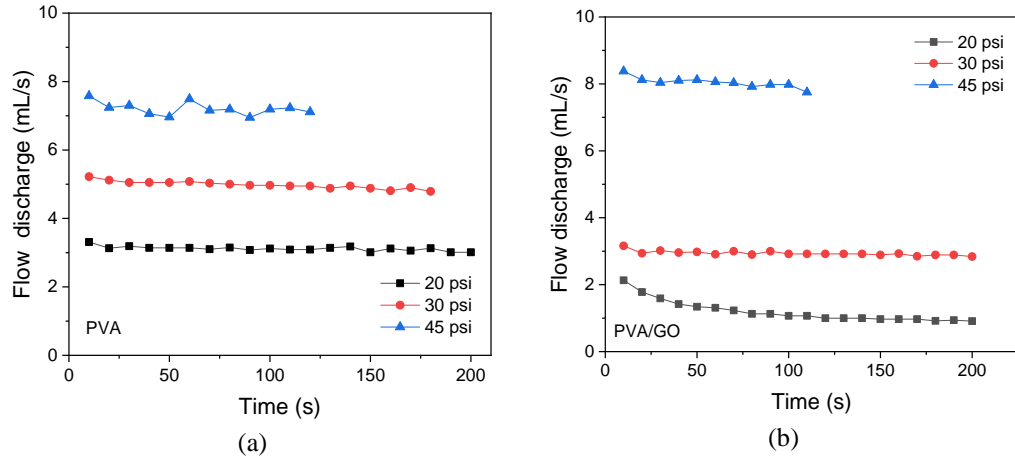 10
8
6
4
2
0
Flow discharge (mL/s)
20 psi
30 psi
45 psi
PVA
0
50
100
150
200
Time (s)
(a)
10
8
6
4
2
0
Flow discharge (mL/s)
20 psi
30 psi
45 psi
PVA/GO
0
50
100
150
200
Time (s)
(b)